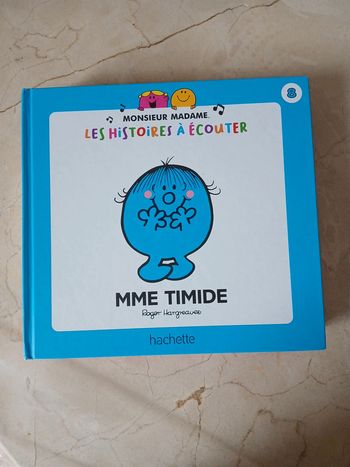 8
MONSIEUR MADAME.
LES HISTOIRES À ÉCOUTER
MME TIMIDE
Roger Hargreaves
hachette